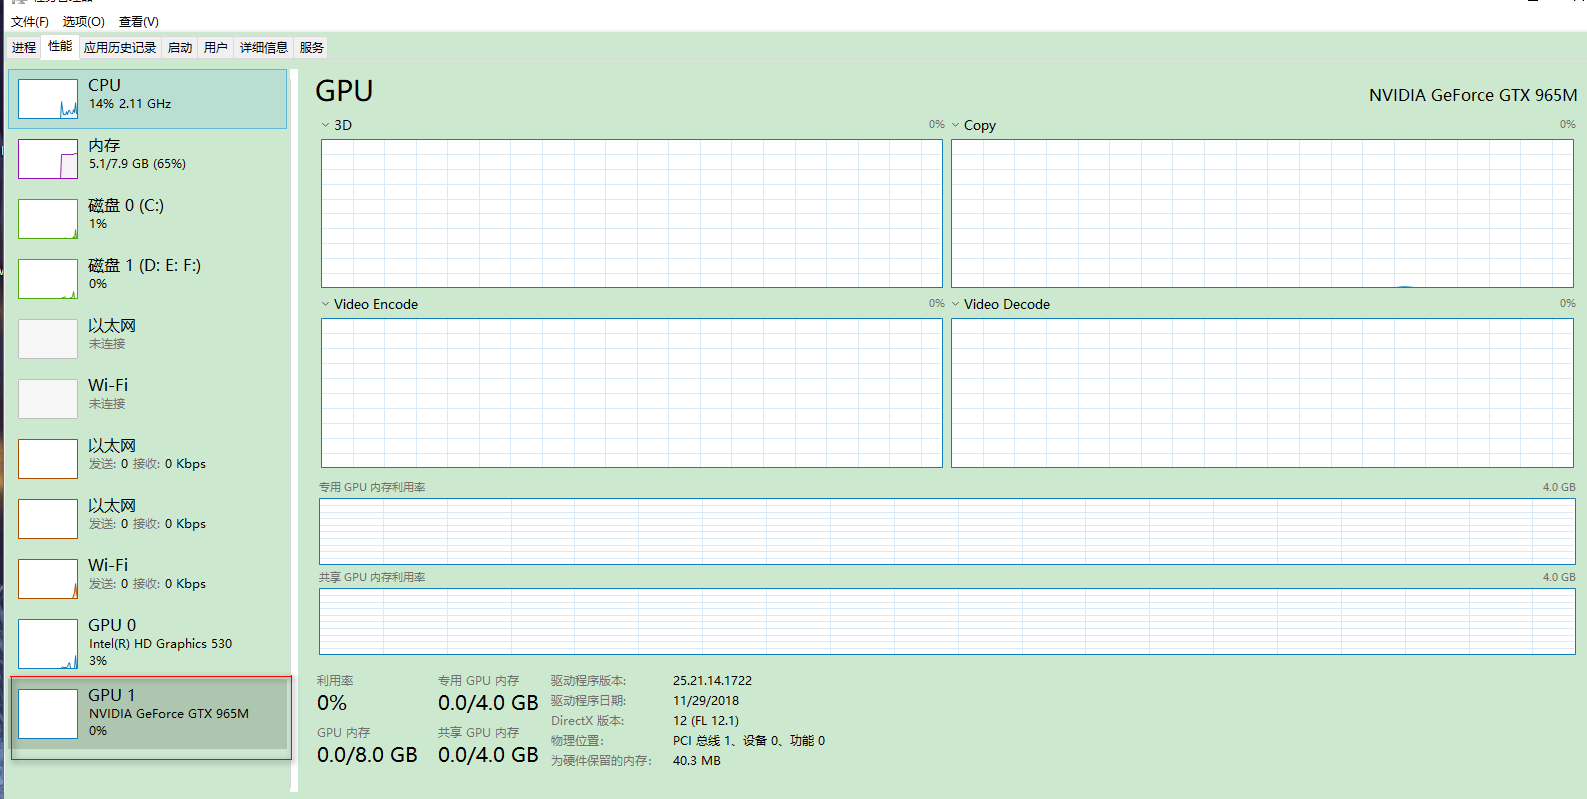 文件(F) 选项(O) 查看(V)
进程 性能 应用历史记录 启动 用户 详细信息 服务
CPU
14% 2.11 GHz
内存
5.1/7.9 GB (65%)
磁盘 0 (C:)
1%
磁盘 1 (D: E: F:)
0%
以太网
未连接
Wi-Fi
未连接
以太网
发送: 0 接收: 0 Kbps
以太网
发送: 0 接收: 0 Kbps
Wi-Fi
发送: 0 接收: 0 Kbps
GPU 0
Intel(R) HD Graphics 530
3%
GPU 1
NVIDIA GeForce GTX 965M
0%
GPU
NVIDIA GeForce GTX 965M
3D 0%
Copy 0%
Video Encode 0%
Video Decode 0%
专用 GPU 内存利用率 4.0 GB
共享 GPU 内存利用率 4.0 GB
利用率
0%
专用 GPU 内存
0.0/4.0 GB
GPU 内存
0.0/8.0 GB
共享 GPU 内存
0.0/4.0 GB
驱动程序版本: 25.21.14.1722
驱动程序日期: 11/29/2018
DirectX 版本: 12 (FL 12.1)
物理位置: PCI 总线 1、设备 0、功能 0
为硬件保留的内存: 40.3 MB